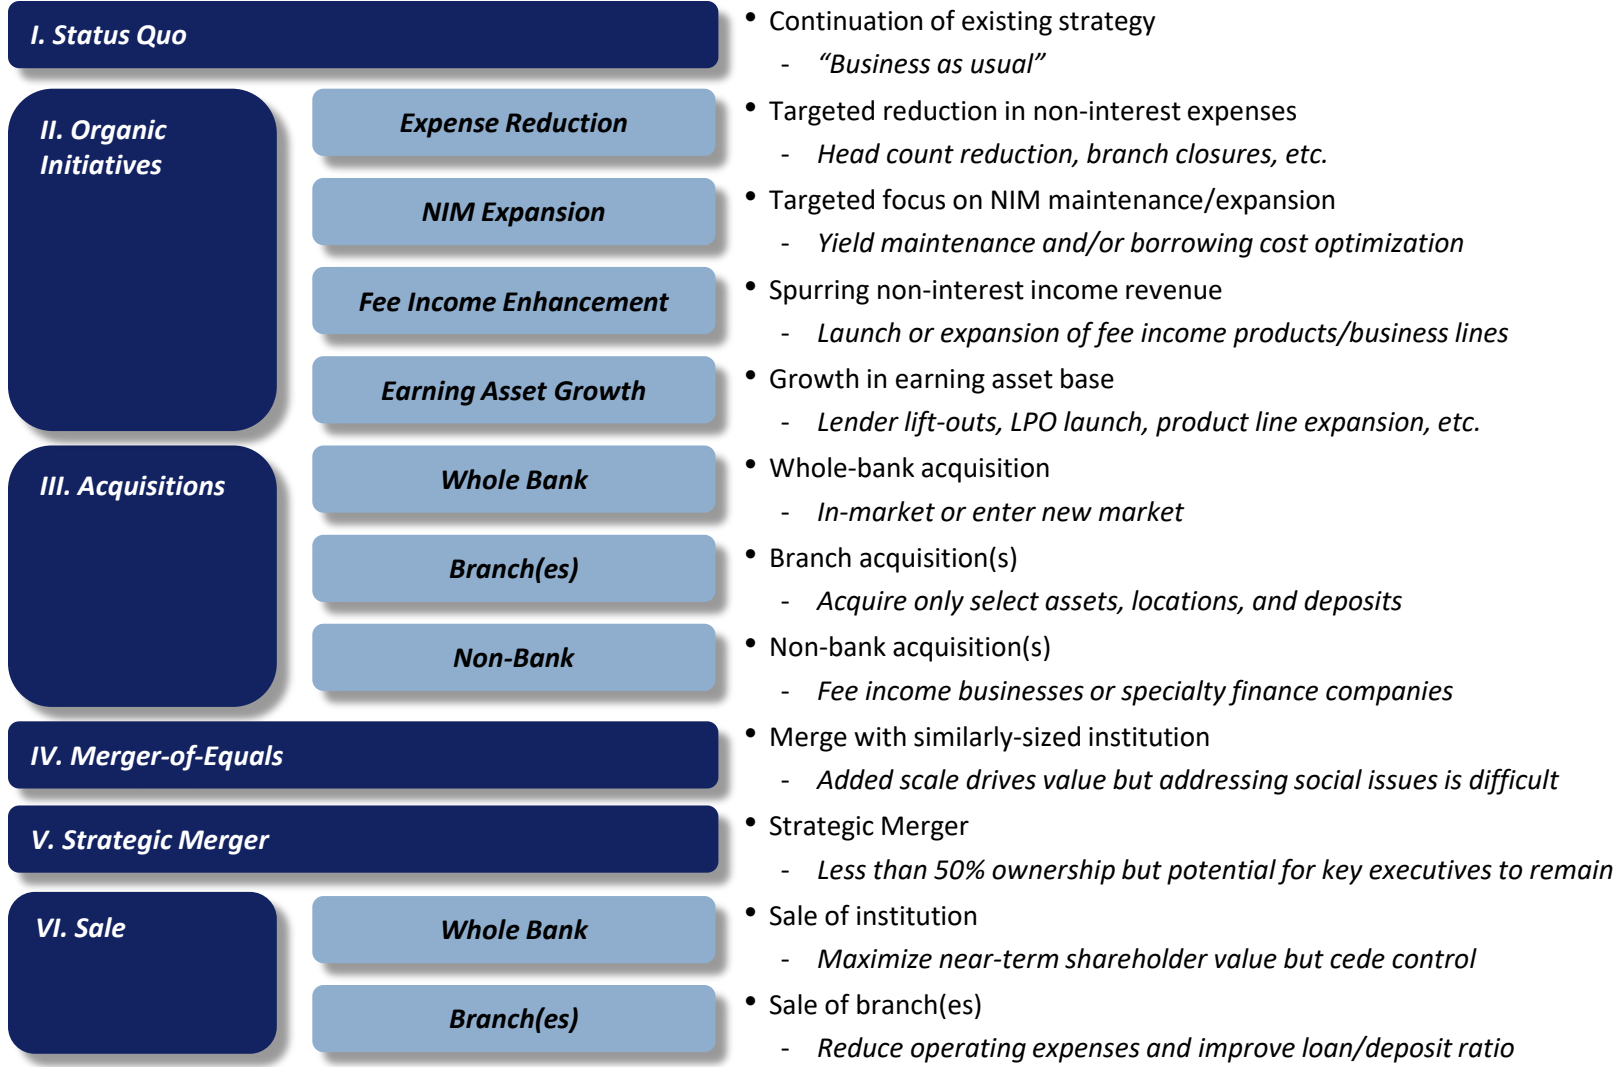 I. Status Quo
• Continuation of existing strategy
- “Business as usual”
II. Organic
Initiatives
Expense Reduction
• Targeted reduction in non-interest expenses
- Head count reduction, branch closures, etc.
NIM Expansion
• Targeted focus on NIM maintenance/expansion
- Yield maintenance and/or borrowing cost optimization
Fee Income Enhancement
• Spurring non-interest income revenue
- Launch or expansion of fee income products/business lines
Earning Asset Growth
• Growth in earning asset base
- Lender lift-outs, LPO launch, product line expansion, etc.
III. Acquisitions
Whole Bank
• Whole-bank acquisition
- In-market or enter new market
Branch(es)
• Branch acquisition(s)
- Acquire only select assets, locations, and deposits
Non-Bank
• Non-bank acquisition(s)
- Fee income businesses or specialty finance companies
IV. Merger-of-Equals
• Merge with similarly-sized institution
- Added scale drives value but addressing social issues is difficult
V. Strategic Merger
• Strategic Merger
- Less than 50% ownership but potential for key executives to remain
VI. Sale
Whole Bank
• Sale of institution
- Maximize near-term shareholder value but cede control
Branch(es)
• Sale of branch(es)
- Reduce operating expenses and improve loan/deposit ratio